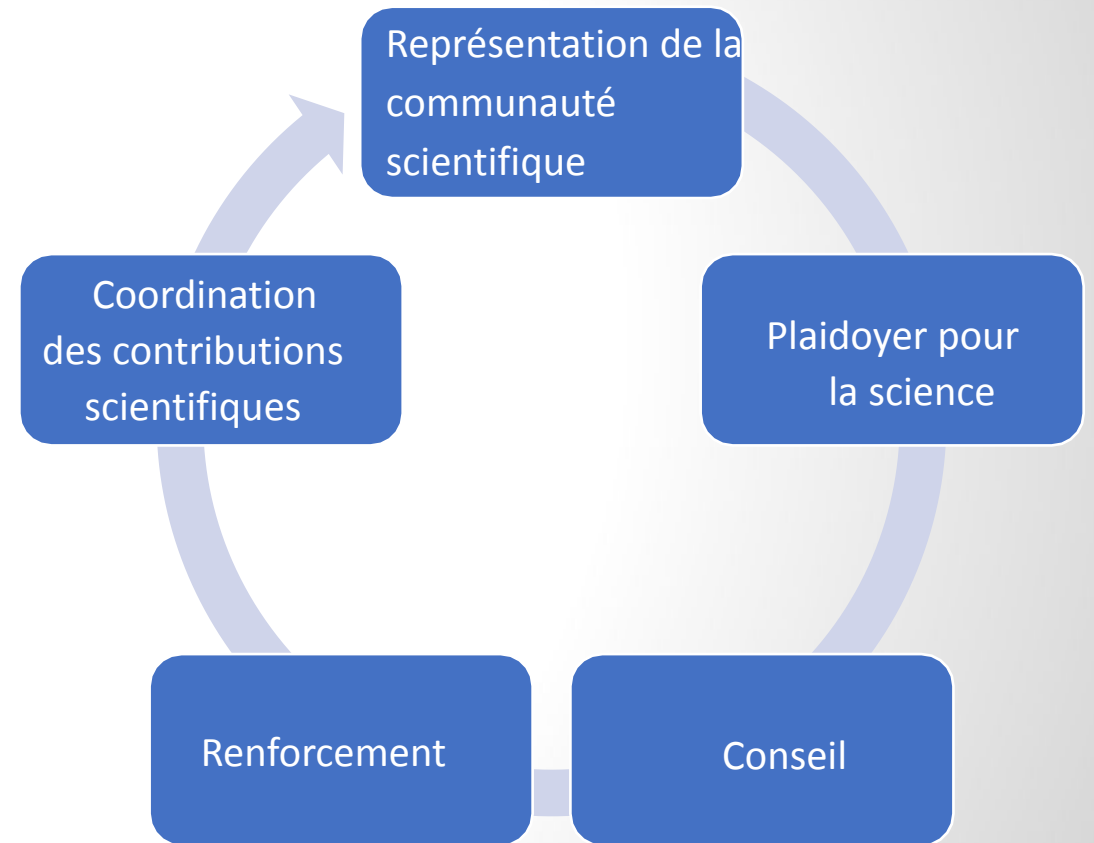 Représentation de la
communauté
scientifique
Plaidoyer pour
la science
Conseil
Renforcement
Coordination
des contributions
scientifiques